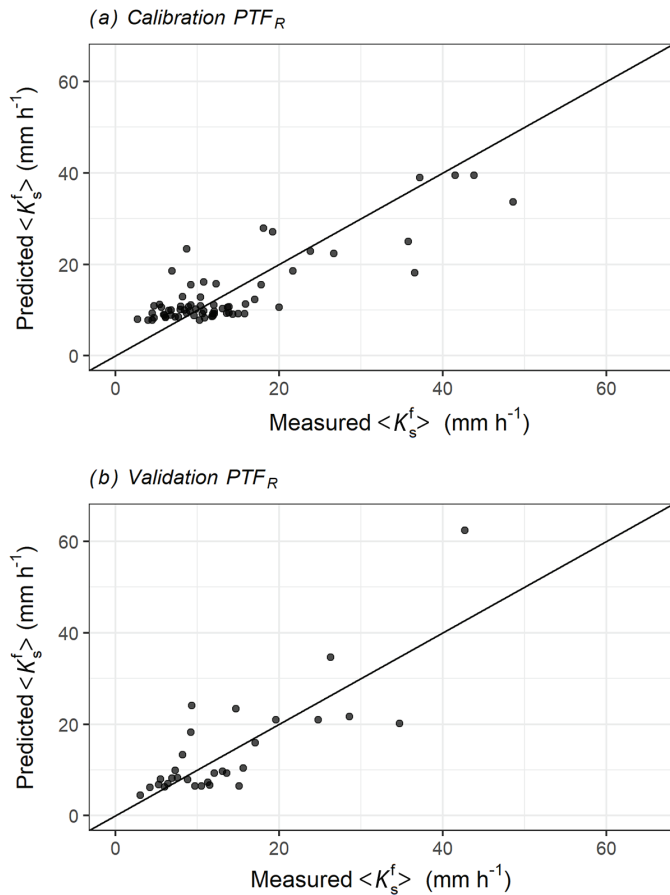 (a) Calibration PTF_R
60
40
20
0
Predicted <K_s^f> (mm h^-1)
0 20 40 60
Measured <K_s^f> (mm h^-1)
(b) Validation PTF_R
60
40
20
0
Predicted <K_s^f> (mm h^-1)
0 20 40 60
Measured <K_s^f> (mm h^-1)